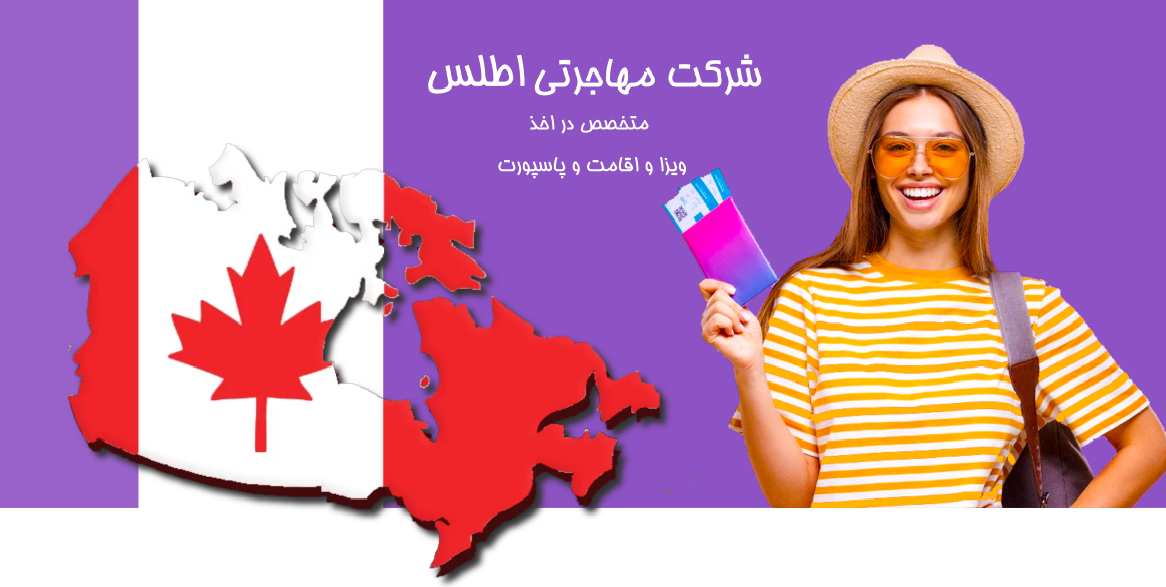 شرکت مهاجرتی اطلس
متخصص در اخذ
ویزا و اقامت و پاسپورت